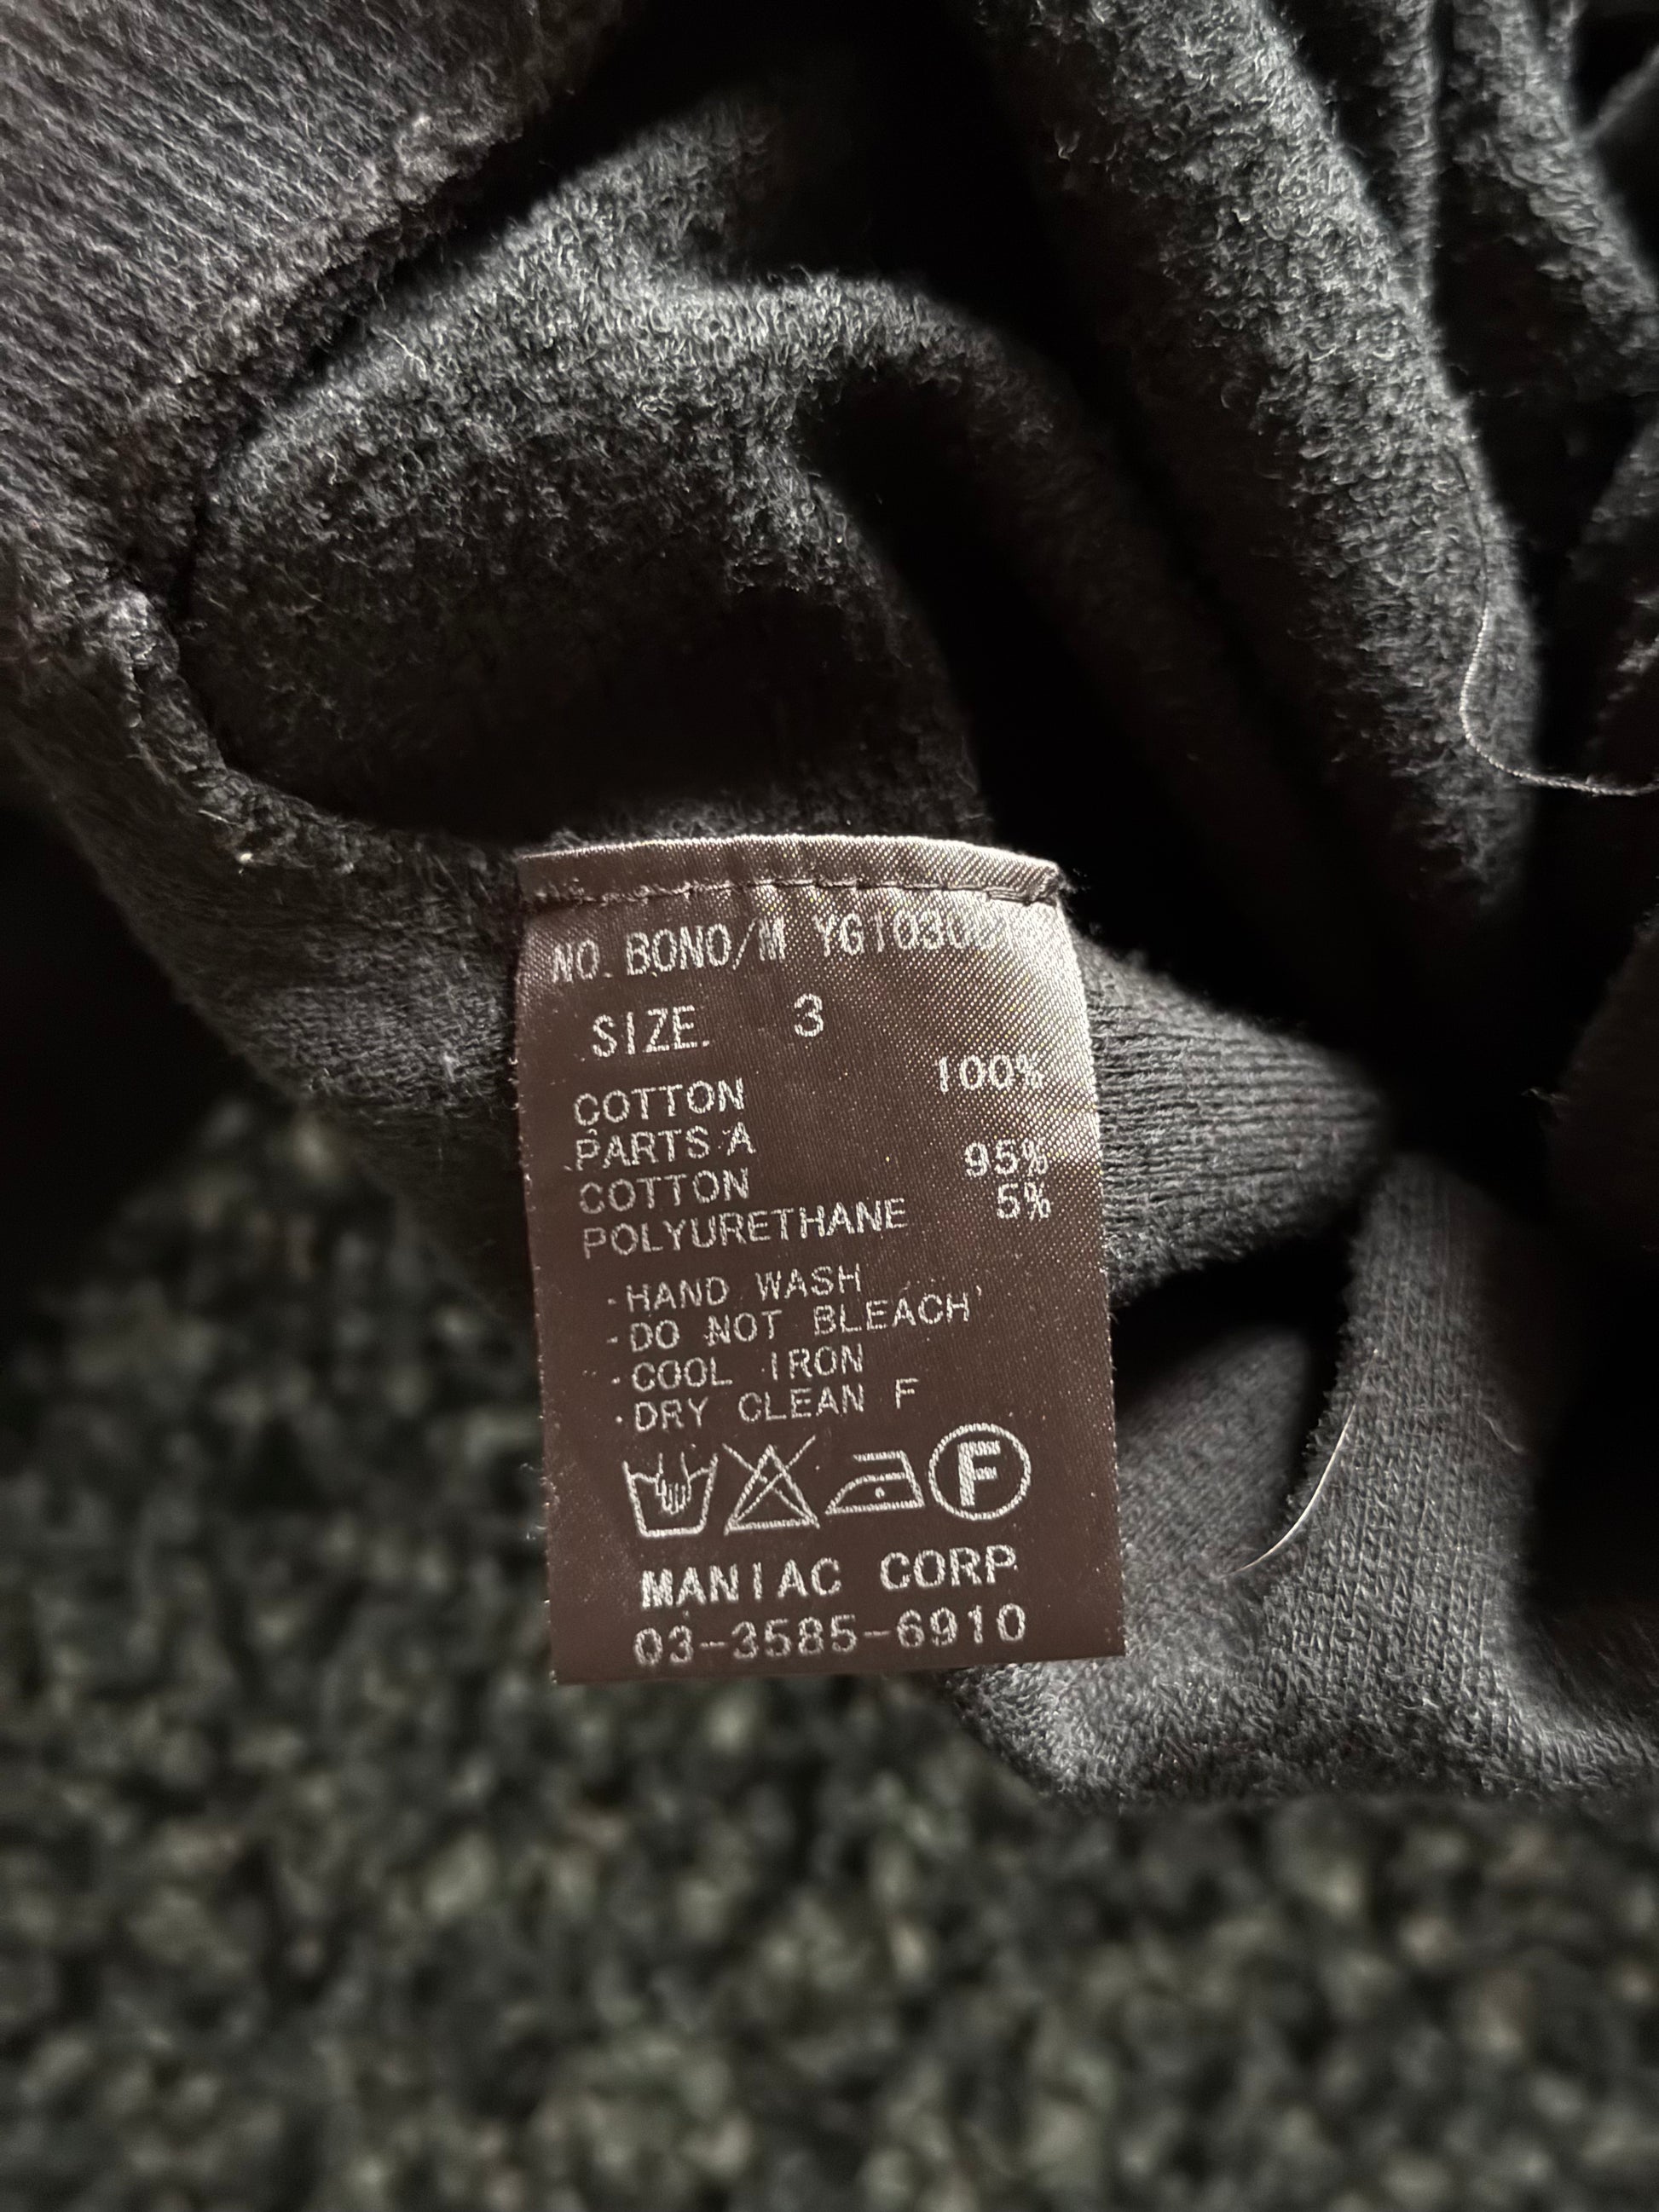 NO. BONO/M
SIZE. 3
COTTON 100%
PARTS A
COTTON 95%
POLYURETHANE 5%
·HAND WASH
·DO NOT BLEACH
·COOL IRON
·DRY CLEAN F
F
MANIAC CORP.
03-3585-6910